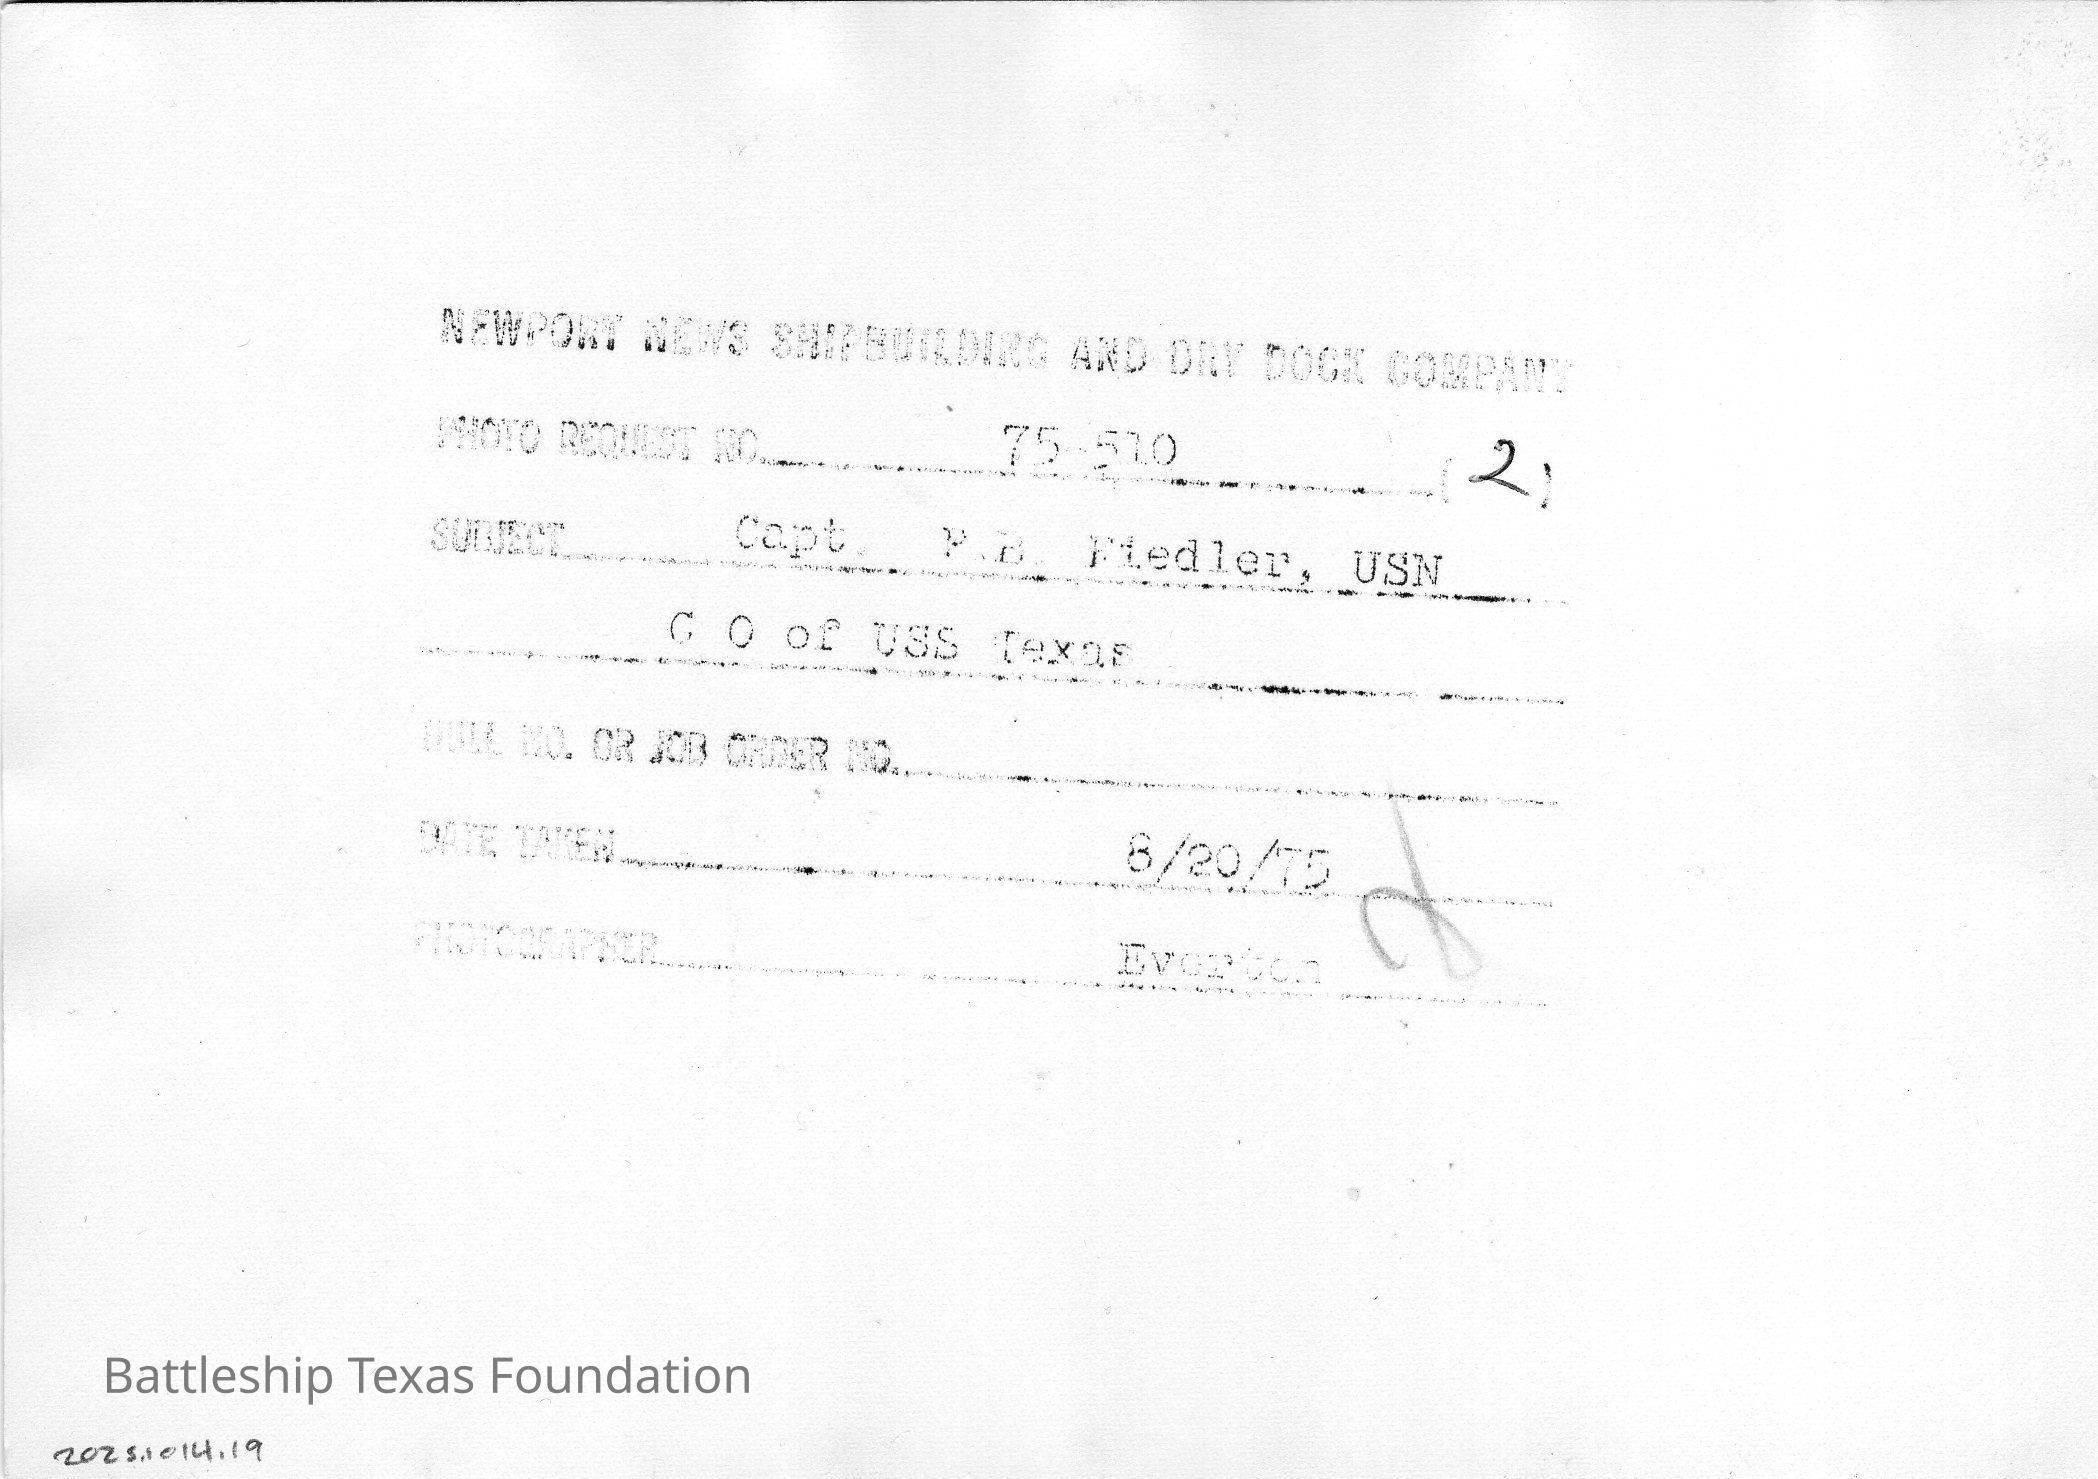 NEWPORT NEWS SHIPBUILDING AND DRY DOCK COMPANY
PHOTO REQUEST NO. 75-510 (2)
SUBJECT Capt. P.B. Fiedler, USN
C O of USS Texas
HULL NO. OR JOB ORDER NO.
DATE TAKEN 8/20/75
PHOTOGRAPHER Everton
Battleship Texas Foundation
2025.1014.19